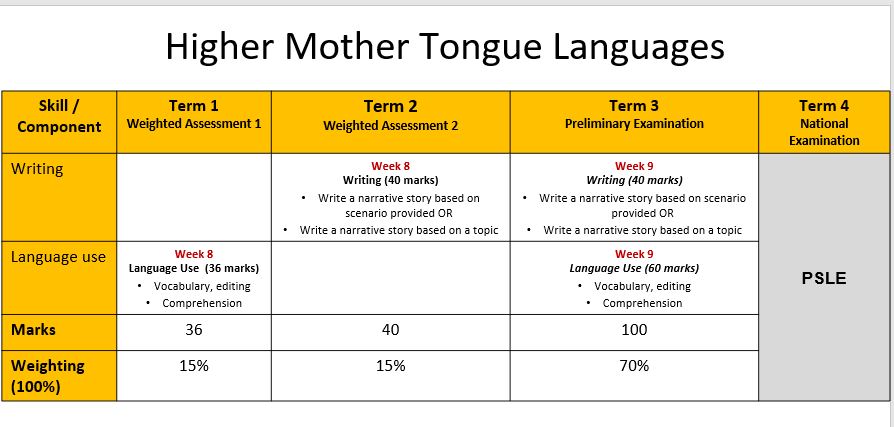 Higher Mother Tongue Languages
Skill /
Component
Term 1
Weighted Assessment 1
Term 2
Weighted Assessment 2
Term 3
Preliminary Examination
Term 4
National
Examination
Writing
Week 8
Writing (40 marks)
• Write a narrative story based on
scenario provided OR
• Write a narrative story based on a topic
Week 9
Writing (40 marks)
• Write a narrative story based on scenario
provided OR
• Write a narrative story based on a topic
PSLE
Language use
Week 8
Language Use (36 marks)
• Vocabulary, editing
• Comprehension
Week 9
Language Use (60 marks)
• Vocabulary, editing
• Comprehension
Marks
36
40
100
Weighting
(100%)
15%
15%
70%